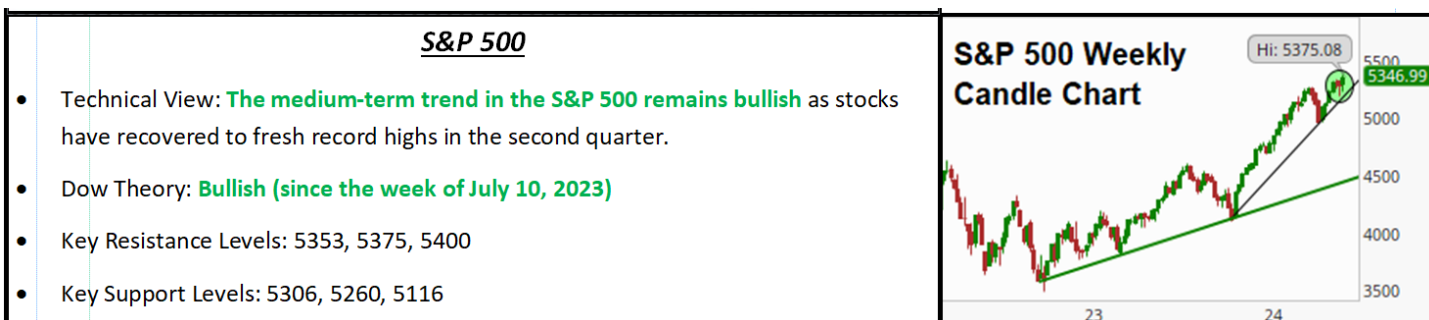 S&P 500
• Technical View: The medium-term trend in the S&P 500 remains bullish as stocks
have recovered to fresh record highs in the second quarter.
• Dow Theory: Bullish (since the week of July 10, 2023)
• Key Resistance Levels: 5353, 5375, 5400
• Key Support Levels: 5306, 5260, 5116
S&P 500 Weekly
Candle Chart
Hi: 5375.08
5500
5346.99
5000
4500
4000
3500
23
24